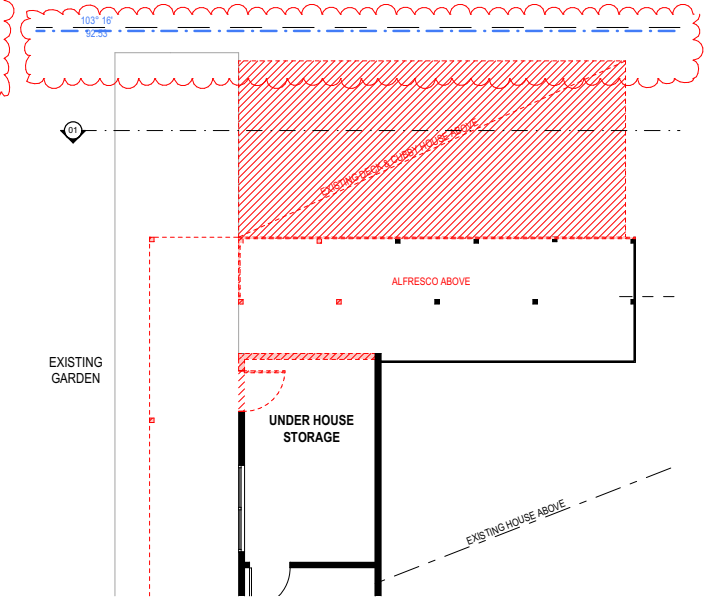 103° 16'
92.53
01
EXISTING DECK & CUBBY HOUSE ABOVE
ALFRESCO ABOVE
EXISTING
GARDEN
UNDER HOUSE
STORAGE
EXISTING HOUSE ABOVE